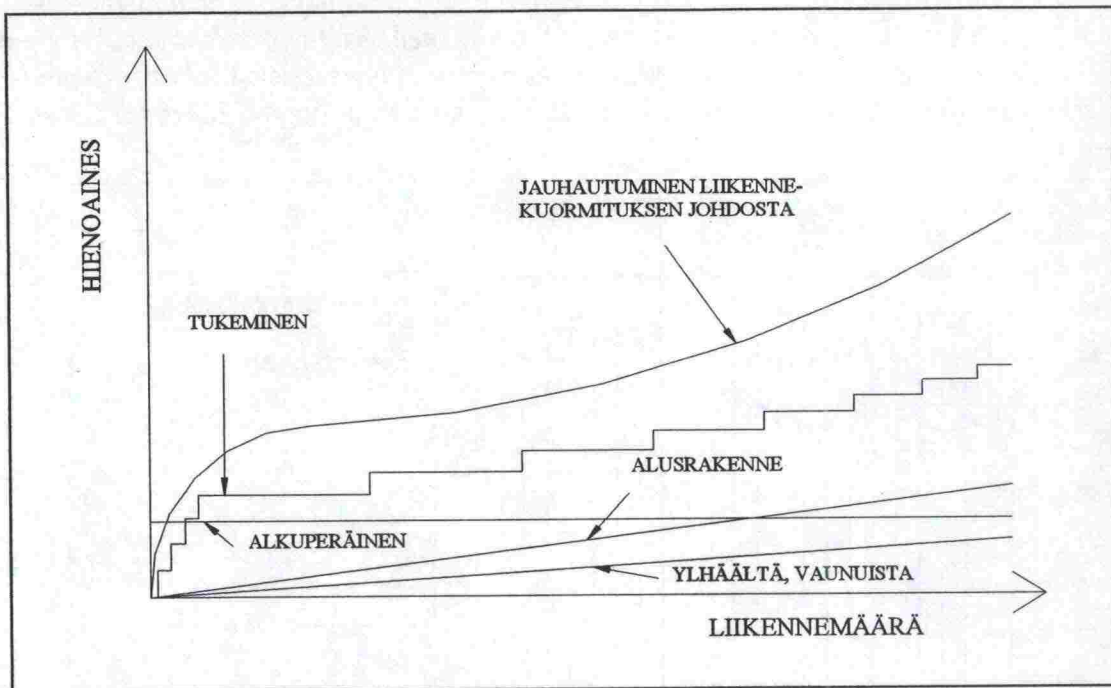 HIENOAINES
JAUHAUTUMINEN LIIKENNE-
KUORMITUKSEN JOHDOSTA
TUKEMINEN
ALUSRAKENNE
ALKUPERÄINEN
YLHÄÄLTÄ, VAUNUISTA
LIIKENNEMÄÄRÄ